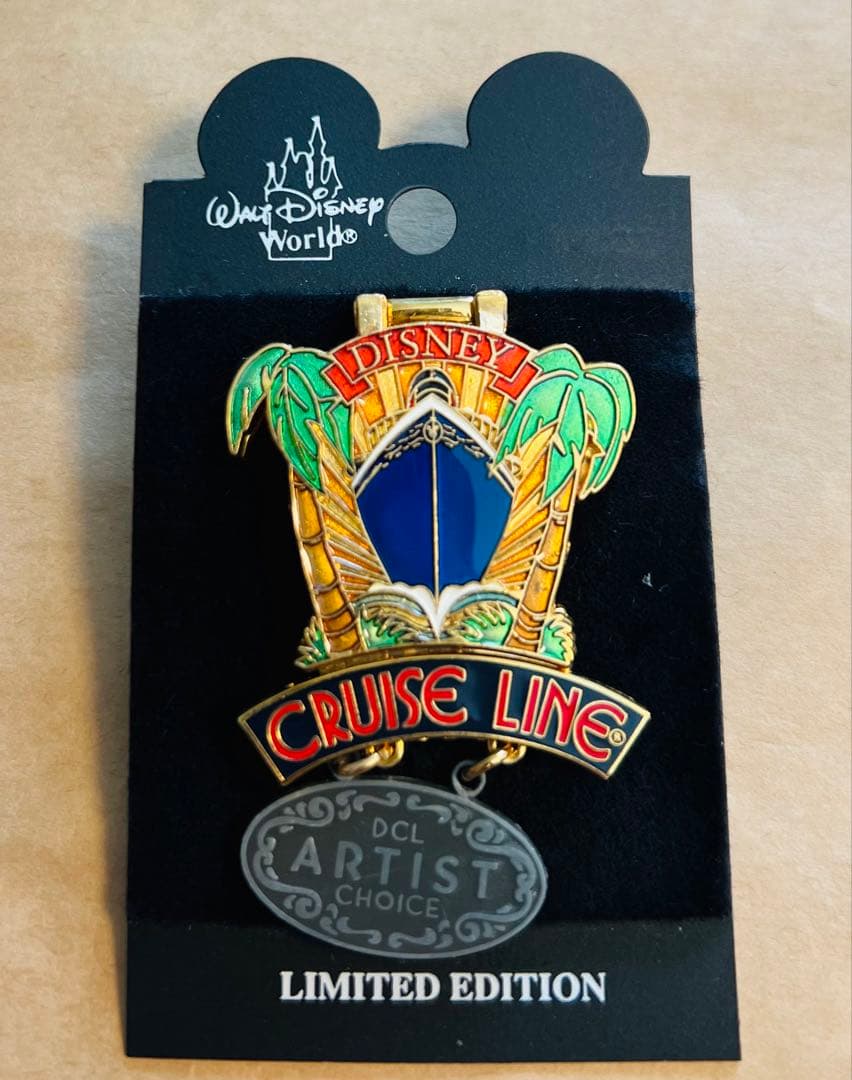 WALT DISNEY
World®
DISNEY
CRUISE LINE®
DCL
ARTIST
CHOICE
LIMITED EDITION